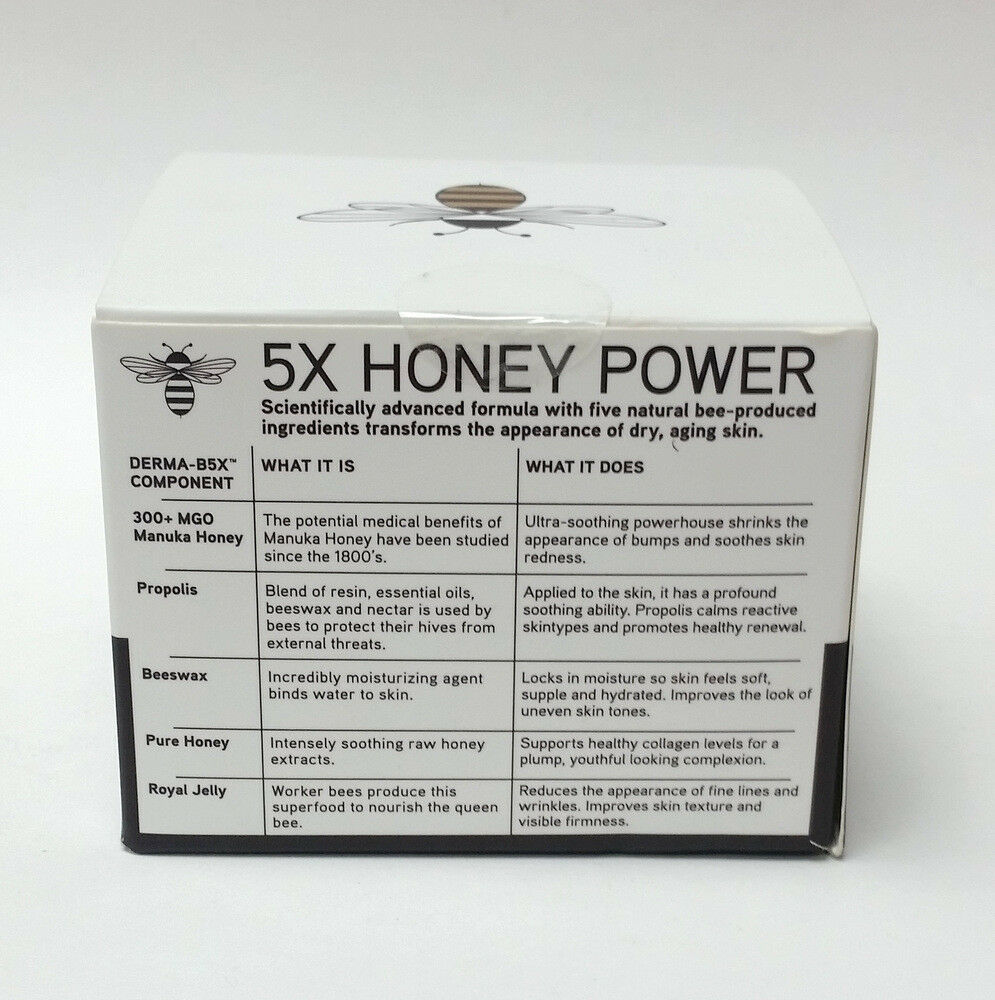 5X HONEY POWER
Scientifically advanced formula with five natural bee-produced
ingredients transforms the appearance of dry, aging skin.
DERMA-B5X™
COMPONENT
WHAT IT IS
WHAT IT DOES
300+ MGO
Manuka Honey
The potential medical benefits of
Manuka Honey have been studied
since the 1800's.
Ultra-soothing powerhouse shrinks the
appearance of bumps and soothes skin
redness.
Propolis
Blend of resin, essential oils,
beeswax and nectar is used by
bees to protect their hives from
external threats.
Applied to the skin, it has a profound
soothing ability. Propolis calms reactive
skintypes and promotes healthy renewal.
Beeswax
Incredibly moisturizing agent
binds water to skin.
Locks in moisture so skin feels soft,
supple and hydrated. Improves the look of
uneven skin tones.
Pure Honey
Intensely soothing raw honey
extracts.
Supports healthy collagen levels for a
plump, youthful looking complexion.
Royal Jelly
Worker bees produce this
superfood to nourish the queen
bee.
Reduces the appearance of fine lines and
wrinkles. Improves skin texture and
visible firmness.